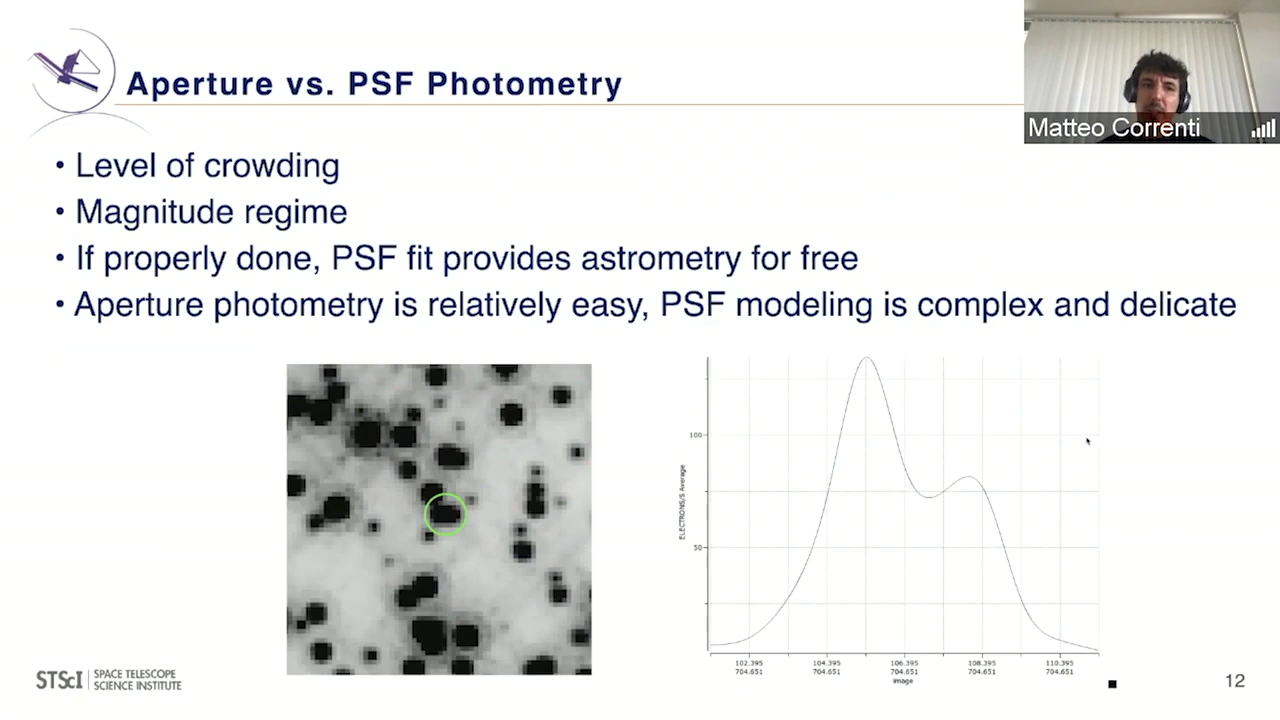 Aperture vs. PSF Photometry
Matteo Correnti
• Level of crowding
• Magnitude regime
• If properly done, PSF fit provides astrometry for free
• Aperture photometry is relatively easy, PSF modeling is complex and delicate
ELECTRONS/S Average
100
50
102.395 104.395 106.395 108.395 110.395
704.651 704.651 704.651 704.651 704.651
image
STScI | SPACE TELESCOPE
SCIENCE INSTITUTE
12